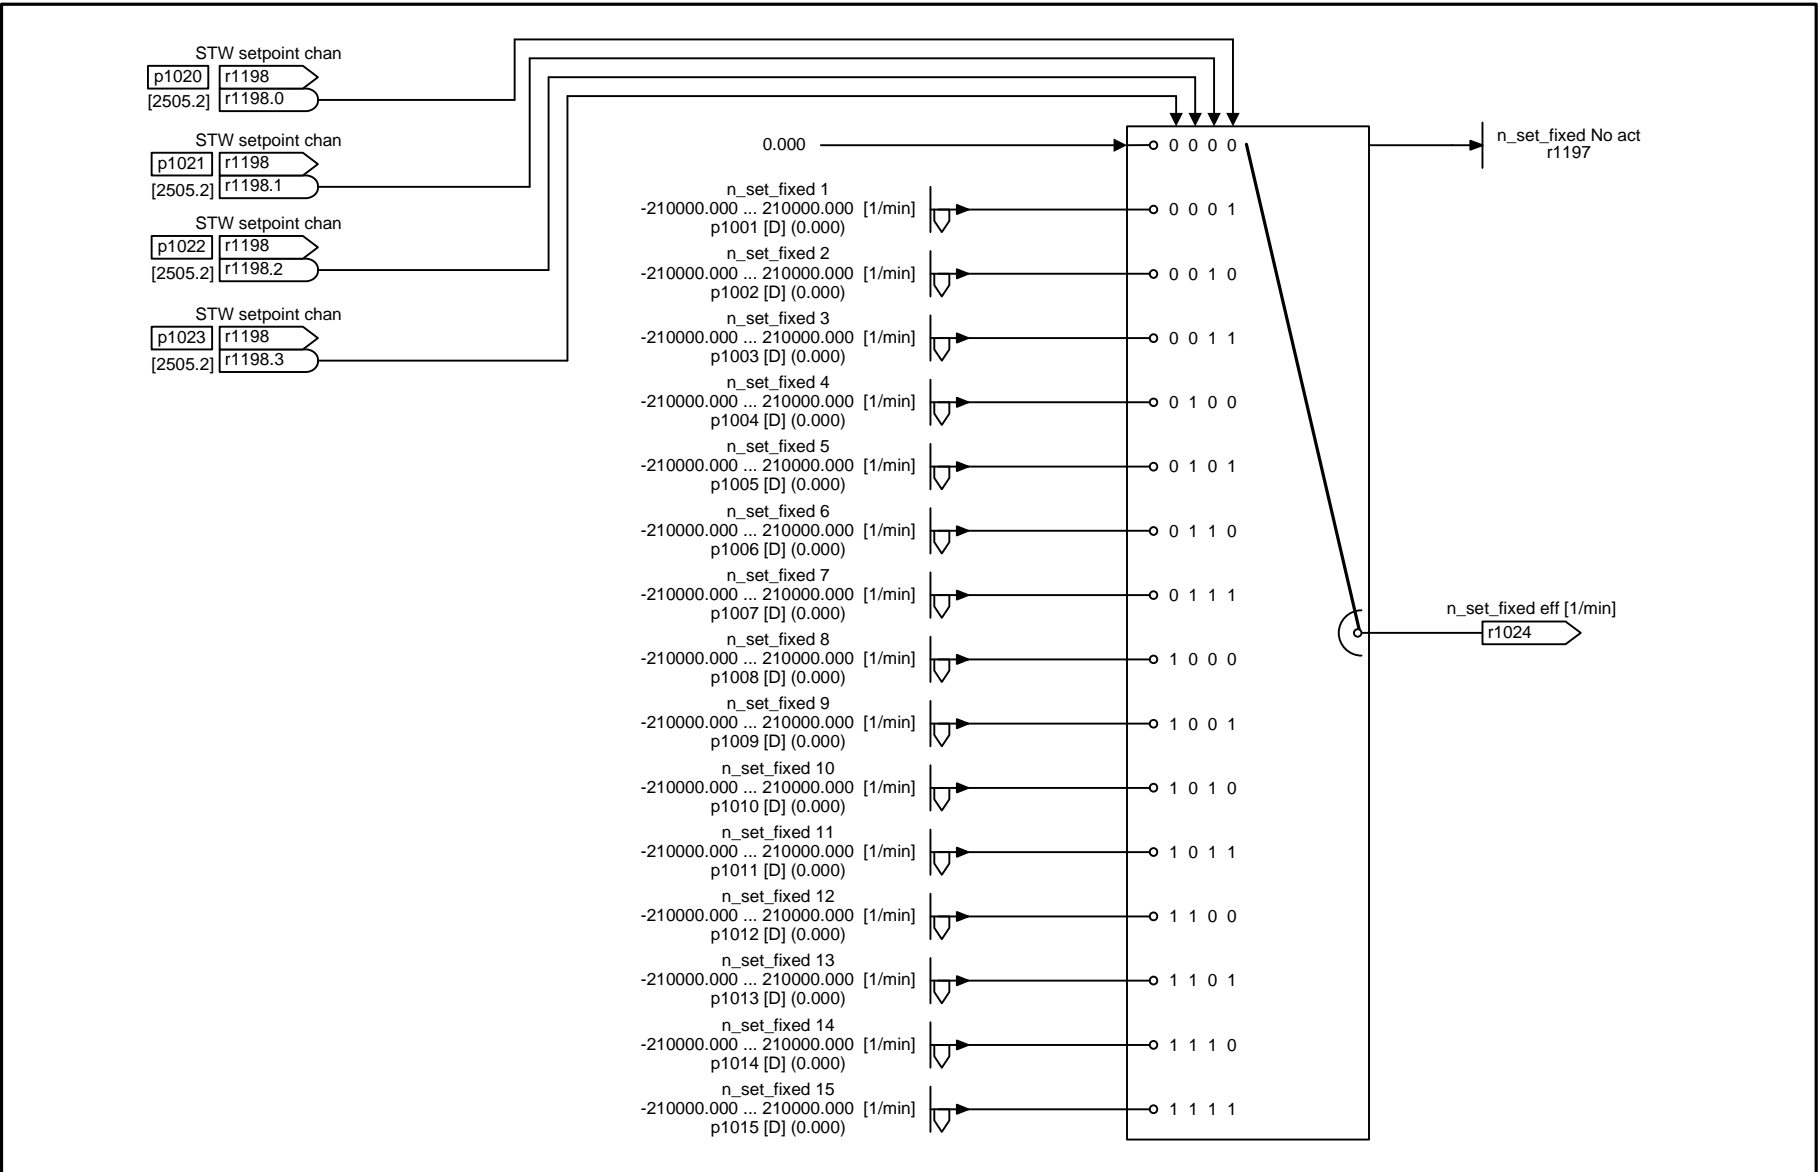 STW setpoint chan
p1020 r1198
[2505.2] r1198.0
STW setpoint chan
p1021 r1198
[2505.2] r1198.1
STW setpoint chan
p1022 r1198
[2505.2] r1198.2
STW setpoint chan
p1023 r1198
[2505.2] r1198.3
0.000
0 0 0 0
n_set_fixed No act
r1197
n_set_fixed 1
-210000.000 ... 210000.000 [1/min]
p1001 [D] (0.000)
0 0 0 1
n_set_fixed 2
-210000.000 ... 210000.000 [1/min]
p1002 [D] (0.000)
0 0 1 0
n_set_fixed 3
-210000.000 ... 210000.000 [1/min]
p1003 [D] (0.000)
0 0 1 1
n_set_fixed 4
-210000.000 ... 210000.000 [1/min]
p1004 [D] (0.000)
0 1 0 0
n_set_fixed 5
-210000.000 ... 210000.000 [1/min]
p1005 [D] (0.000)
0 1 0 1
n_set_fixed 6
-210000.000 ... 210000.000 [1/min]
p1006 [D] (0.000)
0 1 1 0
n_set_fixed 7
-210000.000 ... 210000.000 [1/min]
p1007 [D] (0.000)
0 1 1 1
n_set_fixed eff [1/min]
r1024
n_set_fixed 8
-210000.000 ... 210000.000 [1/min]
p1008 [D] (0.000)
1 0 0 0
n_set_fixed 9
-210000.000 ... 210000.000 [1/min]
p1009 [D] (0.000)
1 0 0 1
n_set_fixed 10
-210000.000 ... 210000.000 [1/min]
p1010 [D] (0.000)
1 0 1 0
n_set_fixed 11
-210000.000 ... 210000.000 [1/min]
p1011 [D] (0.000)
1 0 1 1
n_set_fixed 12
-210000.000 ... 210000.000 [1/min]
p1012 [D] (0.000)
1 1 0 0
n_set_fixed 13
-210000.000 ... 210000.000 [1/min]
p1013 [D] (0.000)
1 1 0 1
n_set_fixed 14
-210000.000 ... 210000.000 [1/min]
p1014 [D] (0.000)
1 1 1 0
n_set_fixed 15
-210000.000 ... 210000.000 [1/min]
p1015 [D] (0.000)
1 1 1 1